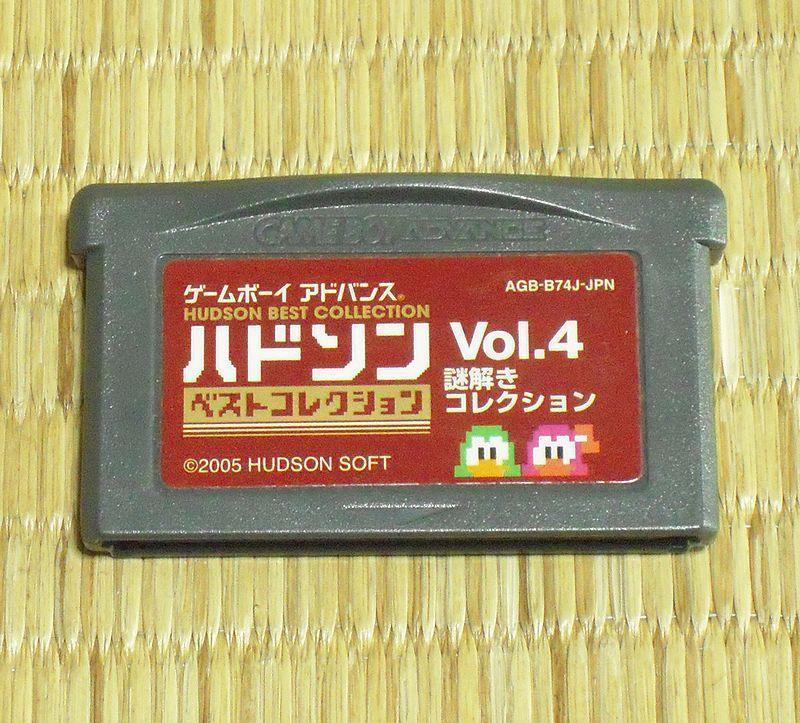 GAME BOY ADVANCE
ゲームボーイ アドバンス®
AGB-B74J-JPN
HUDSON BEST COLLECTION
ハドソン
Vol.4
謎解き
ベストコレクション
コレクション
©2005 HUDSON SOFT